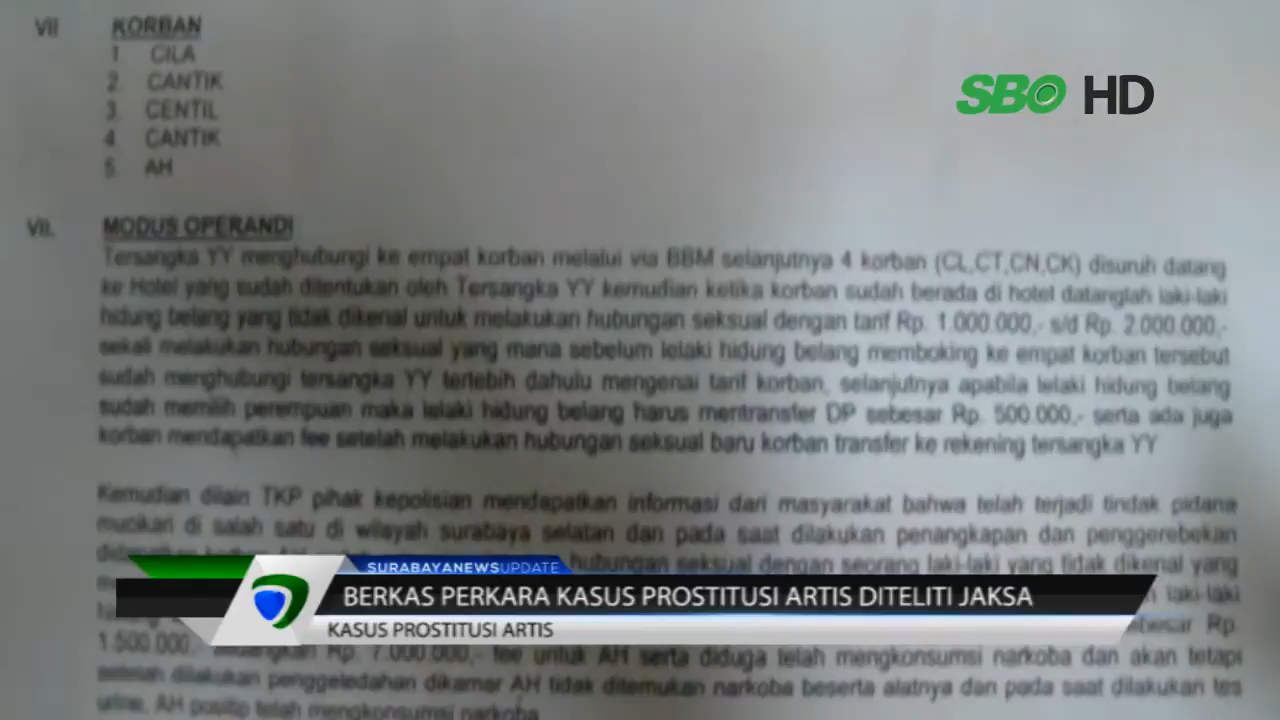 VII KORBAN
1 CILA
2 CANTIK
3 CENTIL
4 CANTIK
5 AH
SBO HD
VII. MODUS OPERANDI
Tersangka YY menghubungi ke empat korban melalui via BBM selanjutnya 4 korban (CL,CT,CN,CK) disuruh datang
ke Hotel yang sudah ditentukan oleh Tersangka YY kemudian ketika korban sudah berada di hotel datanglah laki-laki
hidung belang yang tidak dikenal untuk melakukan hubungan seksual dengan tarif Rp. 1.000.000,- s/d Rp. 2.000.000,-
sekali melakukan hubungan seksual yang mana sebelum lelaki hidung belang memboking ke empat korban tersebut
sudah menghubungi tersangka YY terlebih dahulu mengenai tarif korban, selanjutnya apabila lelaki hidung belang
sudah memilih perempuan maka lelaki hidung belang harus mentransfer DP sebesar Rp. 500.000,- serta ada juga
korban mendapatkan fee setelah melakukan hubungan seksual baru korban transfer ke rekening tersangka YY
Kemudian dilain TKP pihak kepolisian mendapatkan informasi dari masyarakat bahwa telah terjadi tindak pidana
mucikari di salah satu di wilayah surabaya selatan dan pada saat dilakukan penangkapan dan penggerebekan
hubungan seksual dengan seorang laki-laki yang tidak dikenal yang
SURABAYANEWSUPDATE
BERKAS PERKARA KASUS PROSTITUSI ARTIS DITELITI JAKSA
laki-laki
KASUS PROSTITUSI ARTIS
Rp.
1.500.000,- Rp. 7.000.000,- fee untuk AH serta diduga telah mengkonsumsi narkoba dan akan tetapi
setelah dilakukan penggeledahan dikamar AH tidak ditemukan narkoba beserta alatnya dan pada saat dilakukan tes
urine, AH positip telah mengkonsumsi narkoba